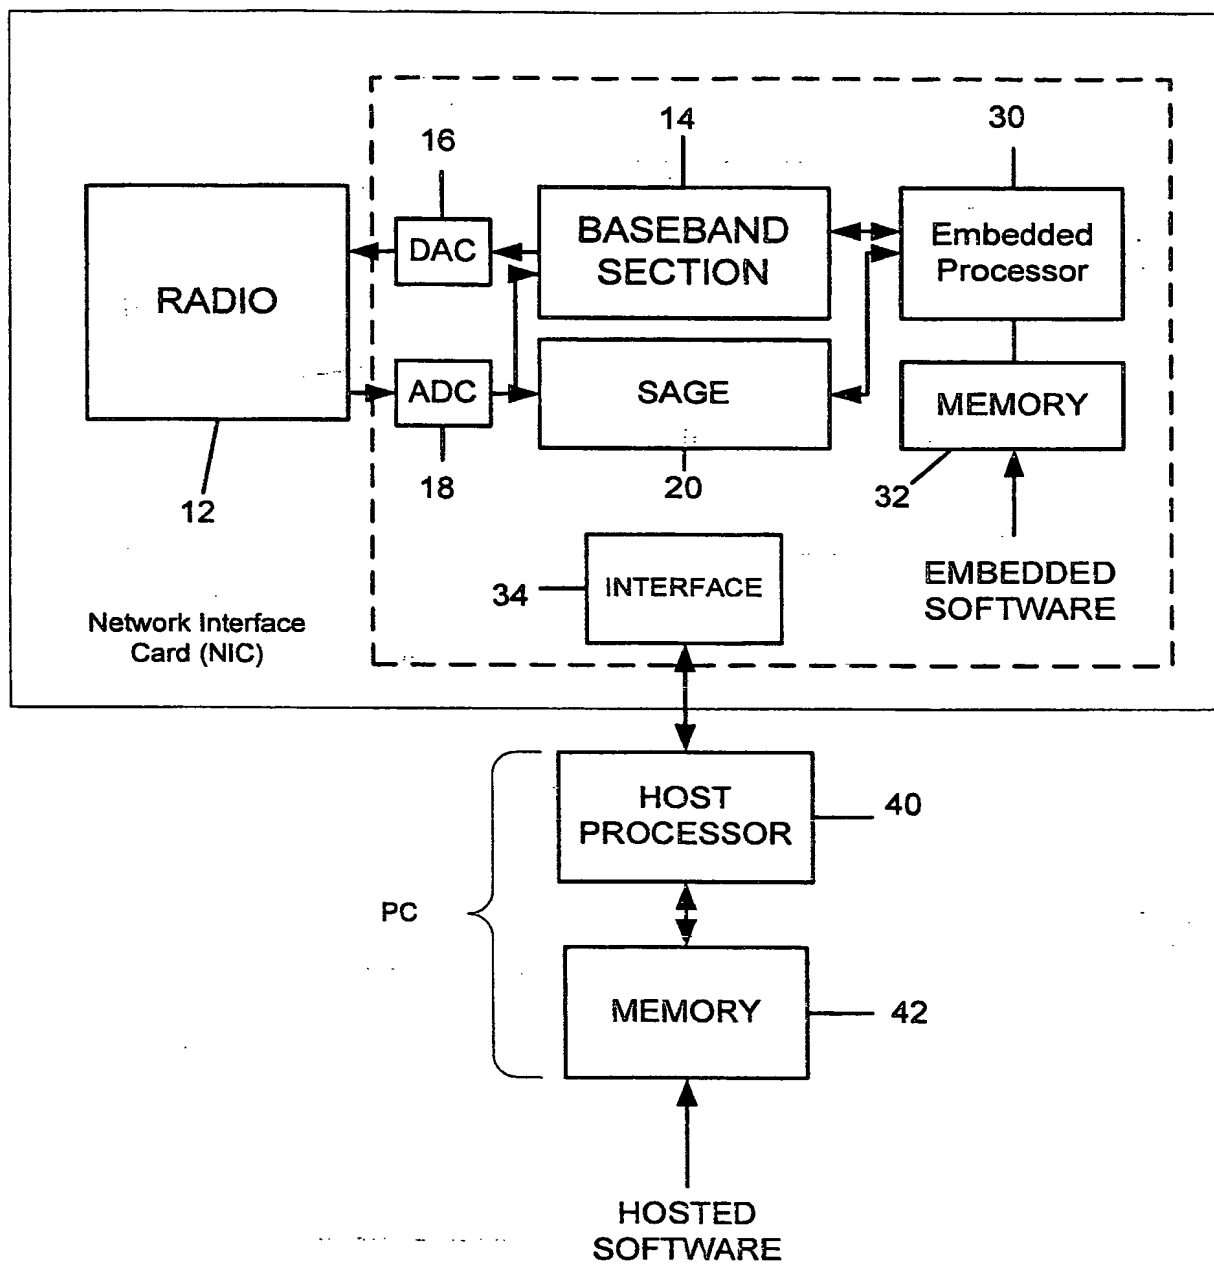 16
14
30
RADIO
DAC
BASEBAND
SECTION
Embedded
Processor
ADC
SAGE
MEMORY
12
18
20
32
34
INTERFACE
EMBEDDED
SOFTWARE
Network Interface
Card (NIC)
HOST
PROCESSOR
40
PC
MEMORY
42
HOSTED
SOFTWARE